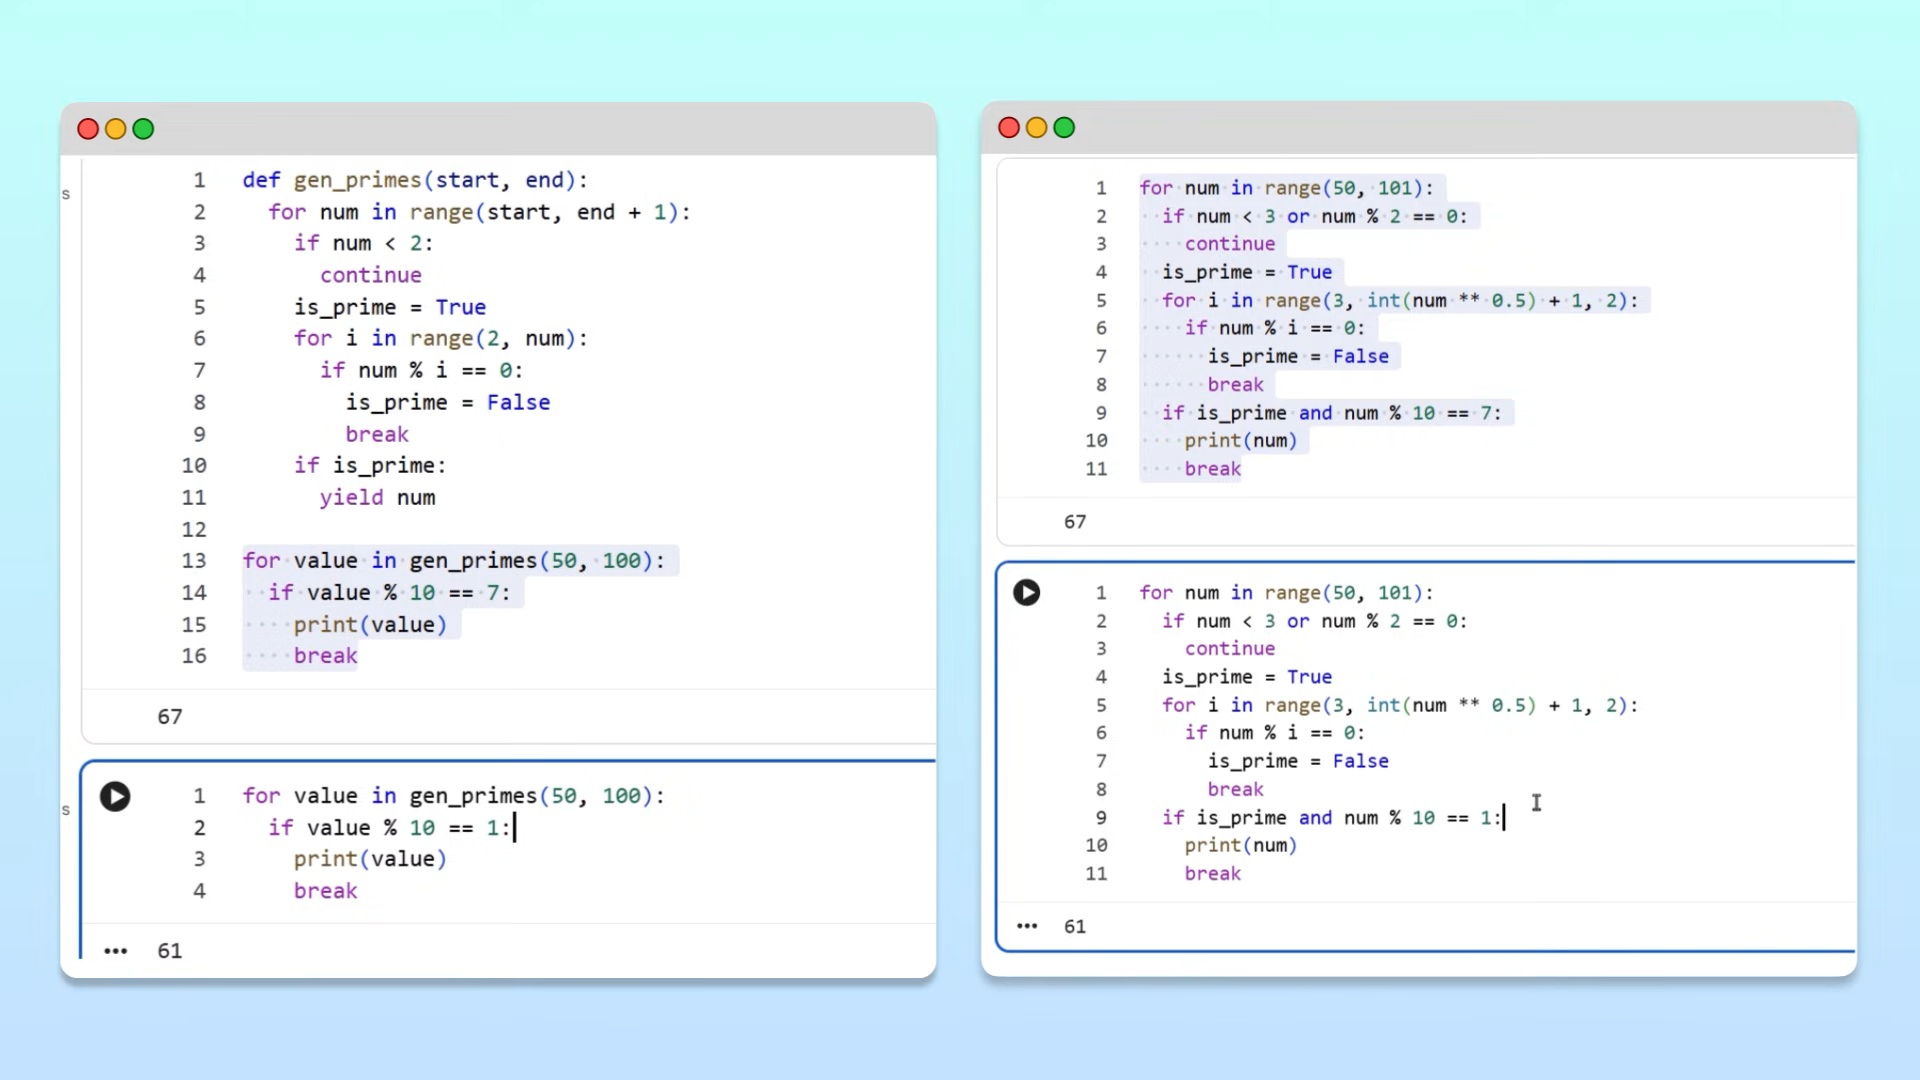 s
1 def gen_primes(start, end):
2   for num in range(start, end + 1):
3     if num < 2:
4       continue
5     is_prime = True
6     for i in range(2, num):
7       if num % i == 0:
8         is_prime = False
9         break
10     if is_prime:
11       yield num
12
13 for value in gen_primes(50, 100):
14   if value % 10 == 7:
15     print(value)
16     break
67
s
1 for value in gen_primes(50, 100):
2   if value % 10 == 1:
3     print(value)
4     break
••• 61
1 for num in range(50, 101):
2   if num < 3 or num % 2 == 0:
3     continue
4   is_prime = True
5   for i in range(3, int(num ** 0.5) + 1, 2):
6     if num % i == 0:
7       is_prime = False
8       break
9   if is_prime and num % 10 == 7:
10     print(num)
11     break
67
1 for num in range(50, 101):
2   if num < 3 or num % 2 == 0:
3     continue
4   is_prime = True
5   for i in range(3, int(num ** 0.5) + 1, 2):
6     if num % i == 0:
7       is_prime = False
8       break
9   if is_prime and num % 10 == 1:
10     print(num)
11     break
••• 61